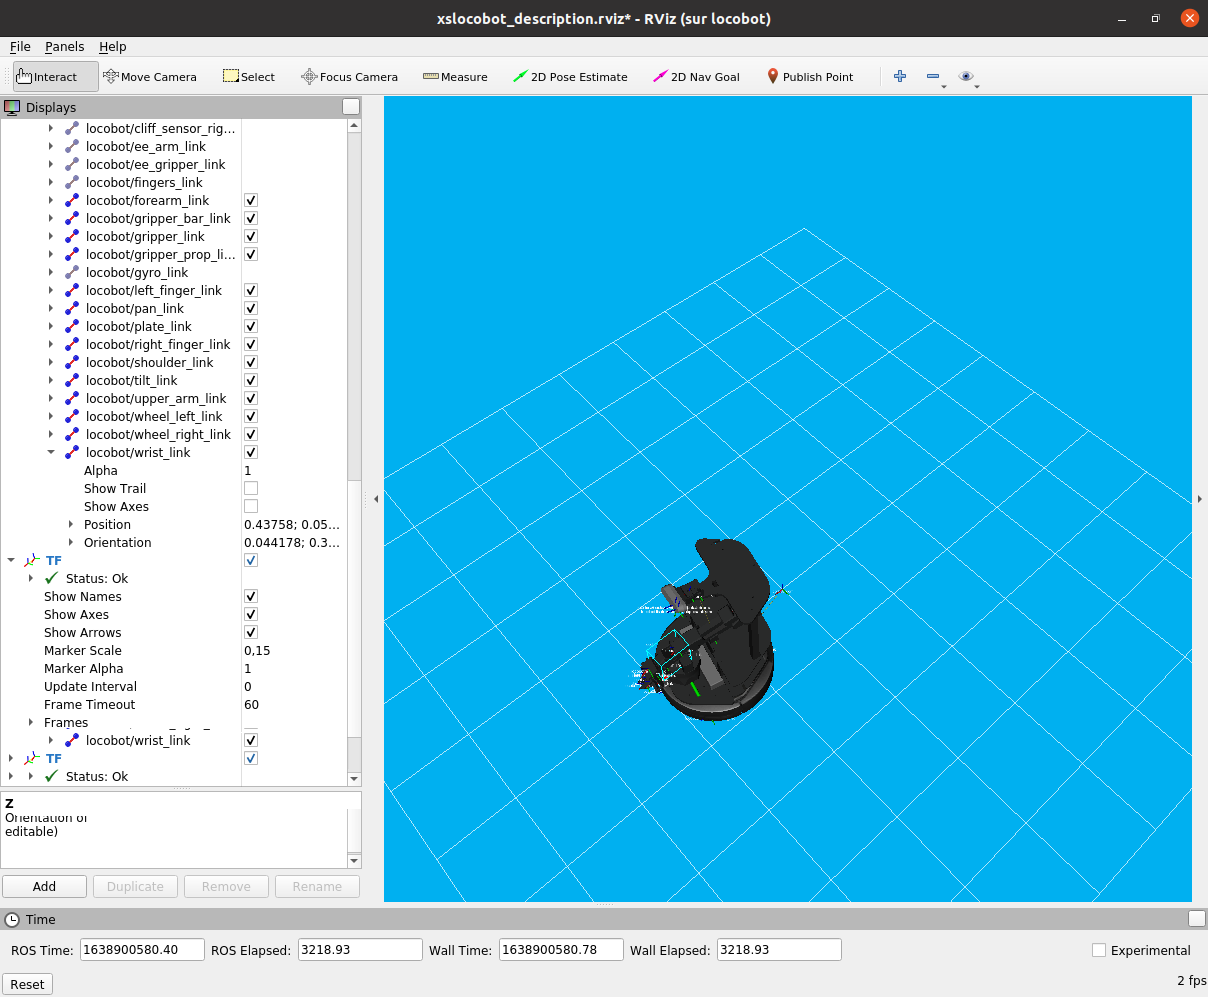 xslocobot_description.rviz* - RViz (sur locobot)
File Panels Help
Interact Move Camera Select Focus Camera Measure 2D Pose Estimate 2D Nav Goal Publish Point
Displays
locobot/cliff_sensor_rig...
locobot/ee_arm_link
locobot/ee_gripper_link
locobot/fingers_link
locobot/forearm_link
locobot/gripper_bar_link
locobot/gripper_link
locobot/gripper_prop_li...
locobot/gyro_link
locobot/left_finger_link
locobot/pan_link
locobot/plate_link
locobot/right_finger_link
locobot/shoulder_link
locobot/tilt_link
locobot/upper_arm_link
locobot/wheel_left_link
locobot/wheel_right_link
locobot/wrist_link
Alpha 1
Show Trail
Show Axes
Position 0.43758; 0.05...
Orientation 0.044178; 0.3...
TF
Status: Ok
Show Names
Show Axes
Show Arrows
Marker Scale 0,15
Marker Alpha 1
Update Interval 0
Frame Timeout 60
Frames
locobot/wrist_link
TF
Status: Ok
Z
Orientation of
editable)
Add Duplicate Remove Rename
Time
ROS Time: 1638900580.40 ROS Elapsed: 3218.93 Wall Time: 1638900580.78 Wall Elapsed: 3218.93 Experimental
Reset 2 fps